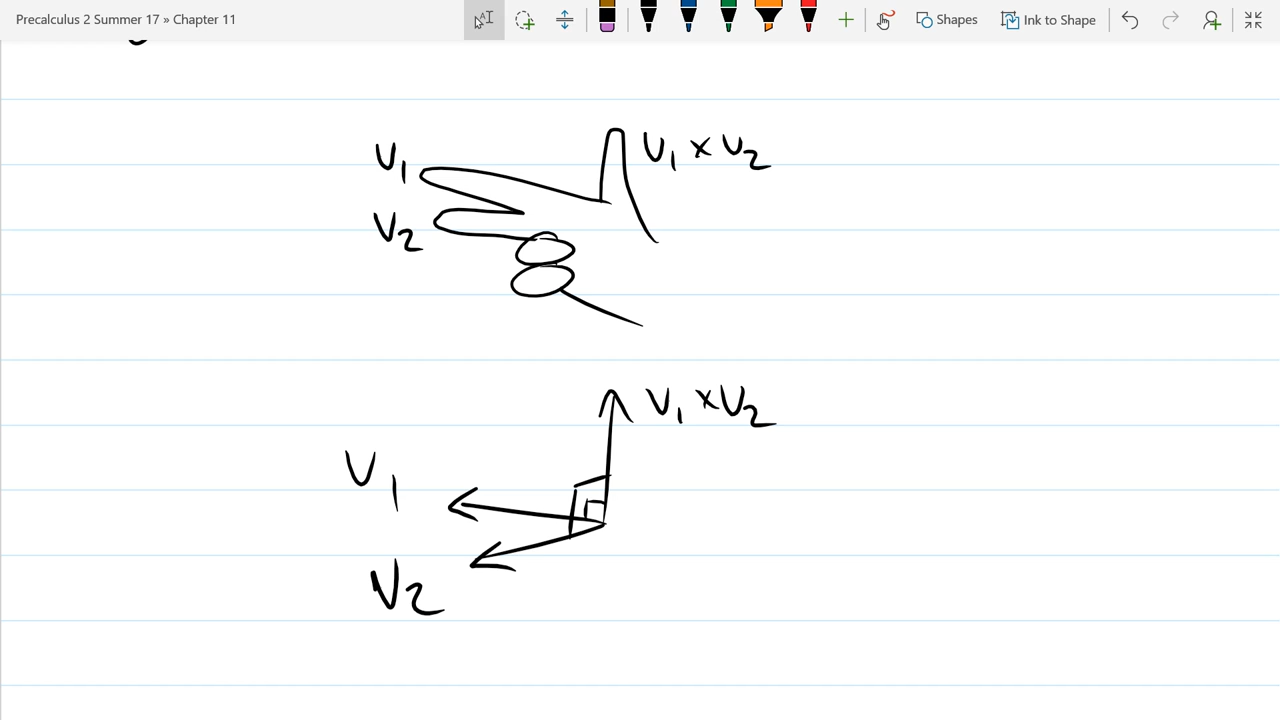 Precalculus 2 Summer 17 » Chapter 11
Shapes
Ink to Shape
V₁
V₁ × V₂
V₂
V₁ × V₂
V₁
V₂